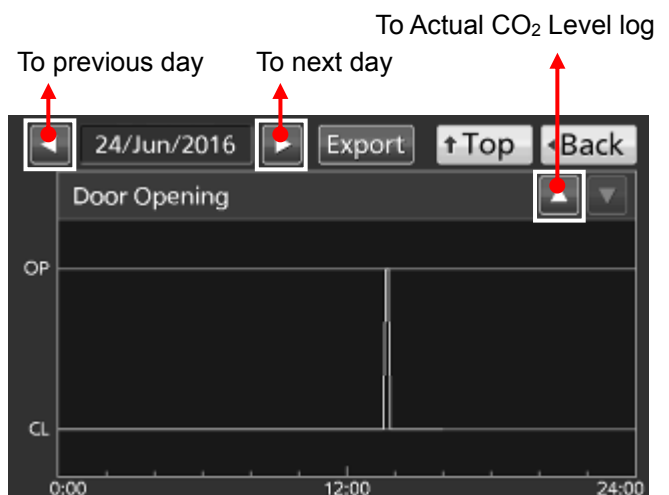 To Actual CO₂ Level log
To previous day
To next day
24/Jun/2016
Export
↑Top
◂Back
Door Opening
OP
CL
0:00
12:00
24:00